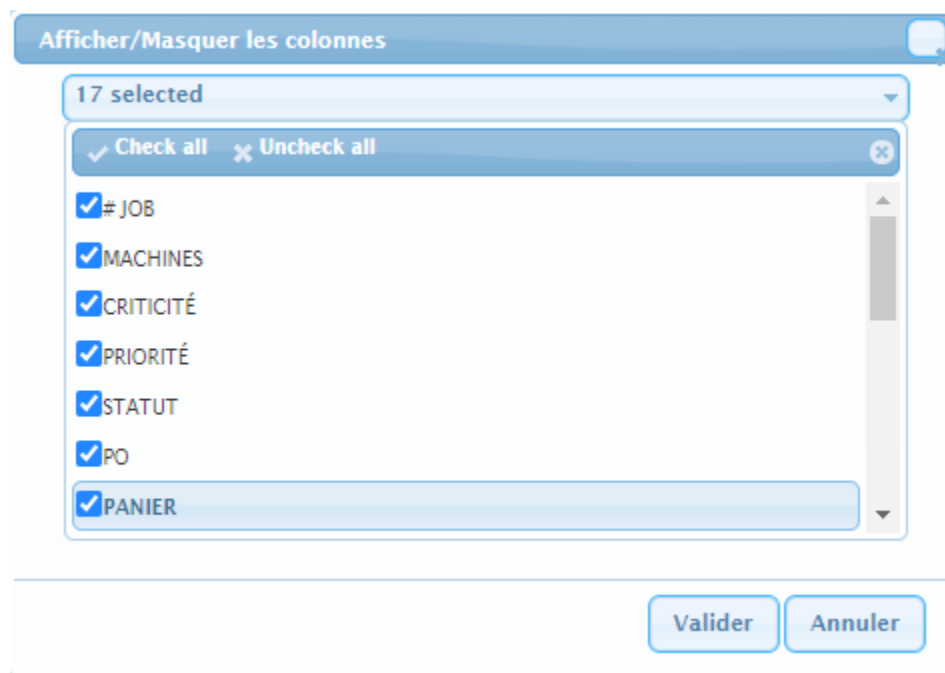 Afficher/Masquer les colonnes
17 selected
Check all Uncheck all
# JOB
MACHINES
CRITICITÉ
PRIORITÉ
STATUT
PO
PANIER
Valider Annuler